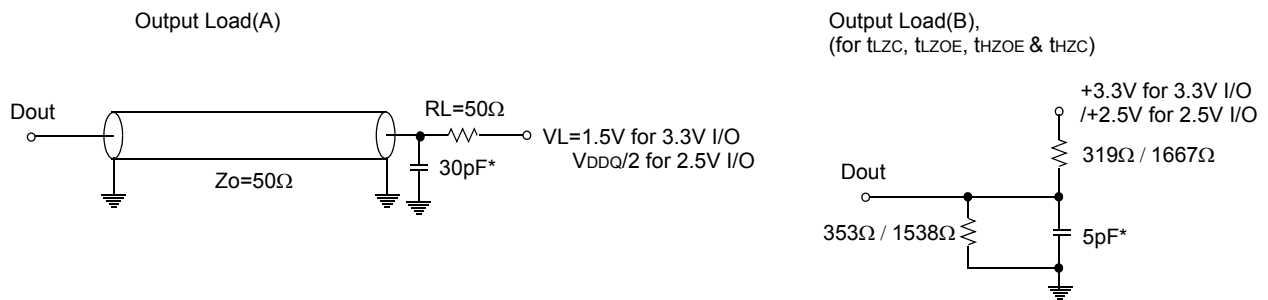 Output Load(A)
Dout
Zo=50Ω
RL=50Ω
30pF*
VL=1.5V for 3.3V I/O
VDDQ/2 for 2.5V I/O
Output Load(B),
(for tLZC, tLZOE, tHZOE & tHZC)
+3.3V for 3.3V I/O
/+2.5V for 2.5V I/O
319Ω / 1667Ω
Dout
353Ω / 1538Ω
5pF*